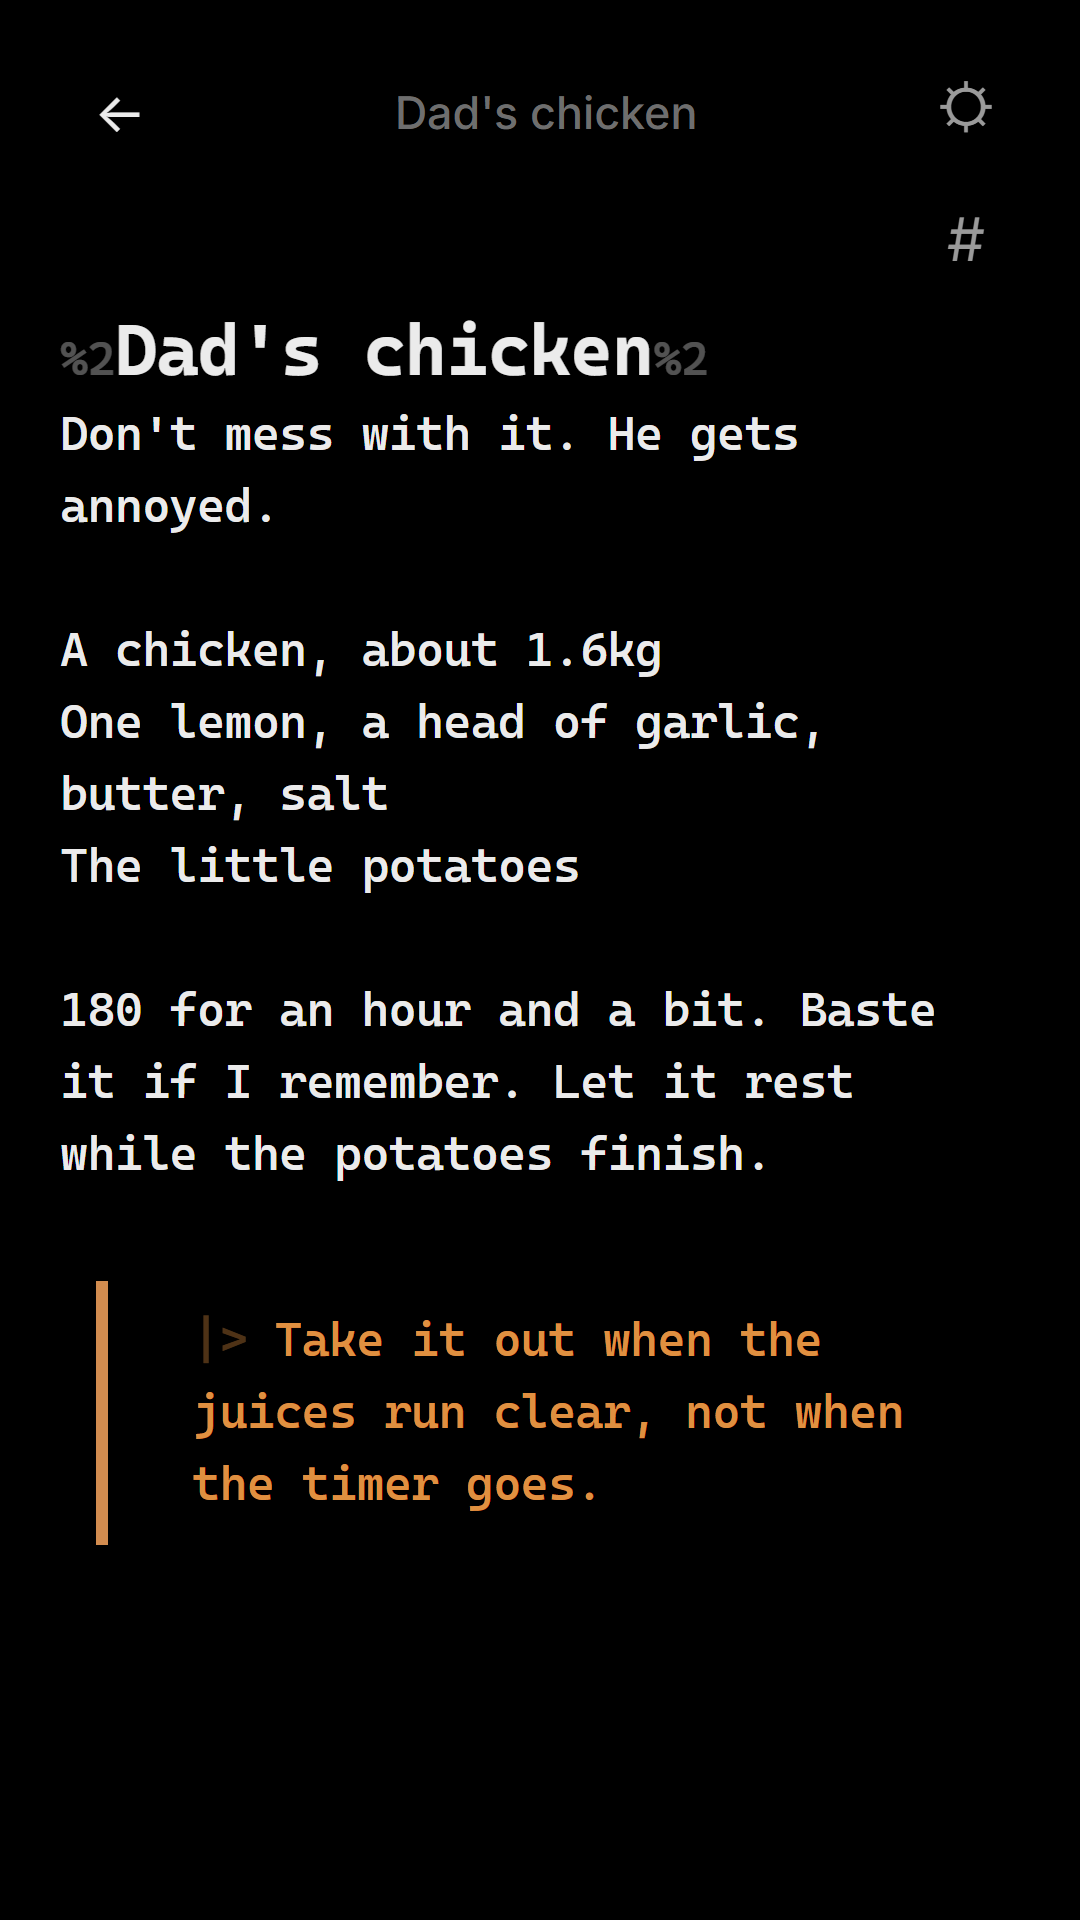 Dad's chicken
#
%2Dad's chicken%2
Don't mess with it. He gets
annoyed.
A chicken, about 1.6kg
One lemon, a head of garlic,
butter, salt
The little potatoes
180 for an hour and a bit. Baste
it if I remember. Let it rest
while the potatoes finish.
|> Take it out when the
juices run clear, not when
the timer goes.